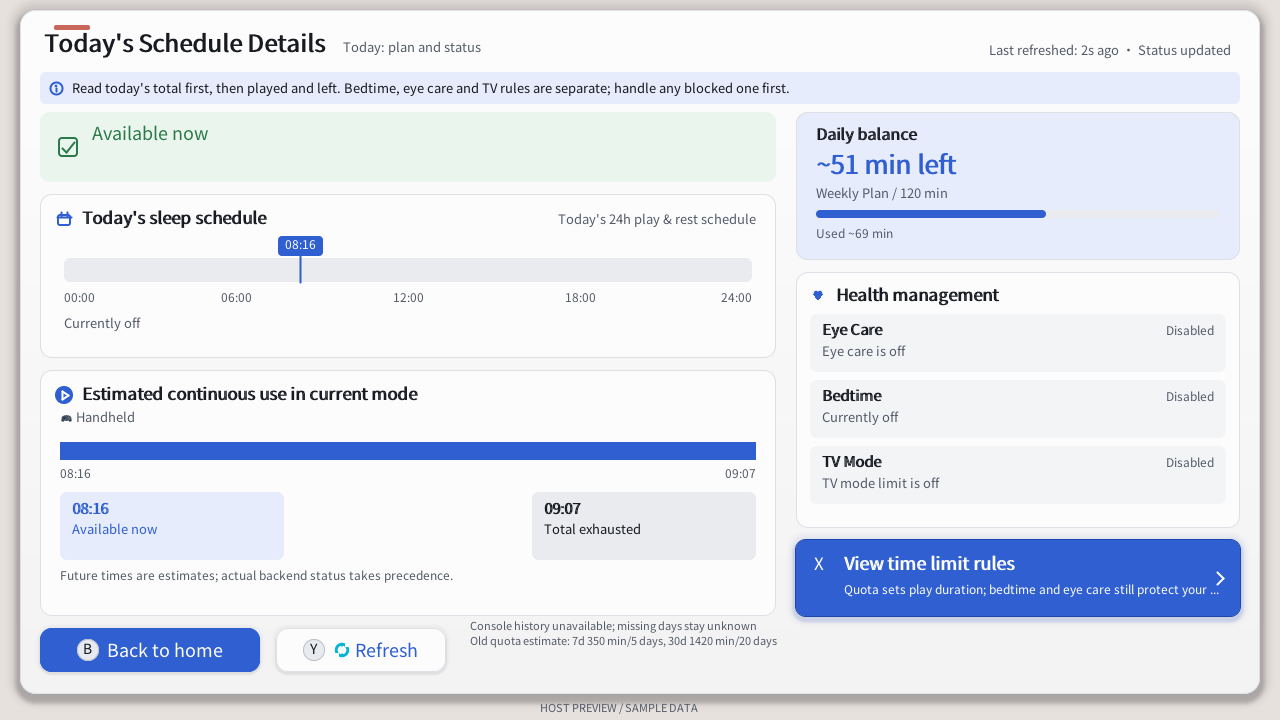 Today's Schedule Details
Today: plan and status
Last refreshed: 2s ago • Status updated
Read today's total first, then played and left. Bedtime, eye care and TV rules are separate; handle any blocked one first.
Available now
Today's sleep schedule
Today's 24h play & rest schedule
08:16
00:00
06:00
12:00
18:00
24:00
Currently off
Estimated continuous use in current mode
Handheld
08:16
09:07
08:16
Available now
09:07
Total exhausted
Future times are estimates; actual backend status takes precedence.
Daily balance
~51 min left
Weekly Plan / 120 min
Used ~69 min
Health management
Eye Care
Disabled
Eye care is off
Bedtime
Disabled
Currently off
TV Mode
Disabled
TV mode limit is off
X View time limit rules
Quota sets play duration; bedtime and eye care still protect your ...
B Back to home
Y Refresh
Console history unavailable; missing days stay unknown
Old quota estimate: 7d 350 min/5 days, 30d 1420 min/20 days
HOST PREVIEW / SAMPLE DATA